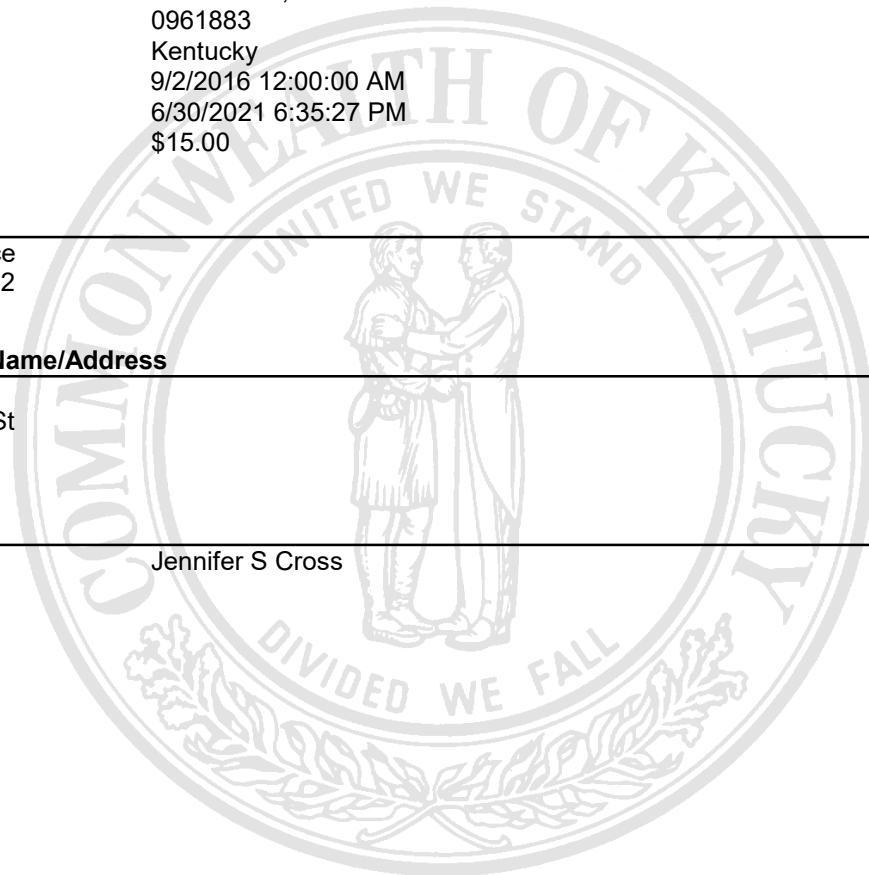 0961883
Kentucky
9/2/2016 12:00:00 AM
6/30/2021 6:35:27 PM
$15.00
ce
2
Name/Address
St
Jennifer S Cross
COMMONWEALTH OF KENTUCKY
UNITED WE STAND
DIVIDED WE FALL